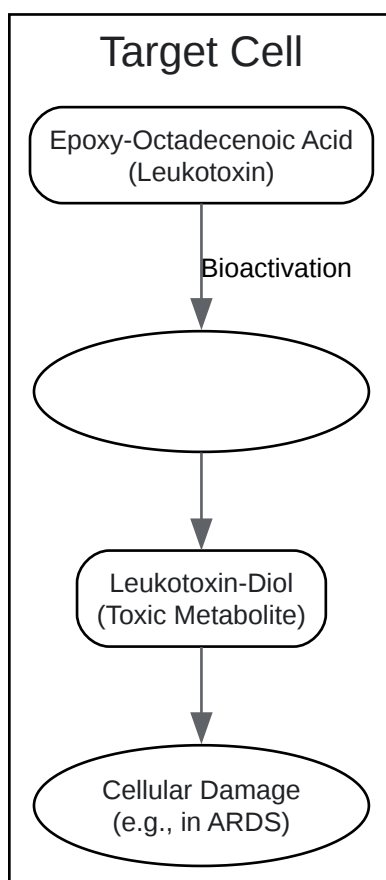 Target Cell
Epoxy-Octadecenoic Acid
(Leukotoxin)
Bioactivation
Leukotoxin-Diol
(Toxic Metabolite)
Cellular Damage
(e.g., in ARDS)